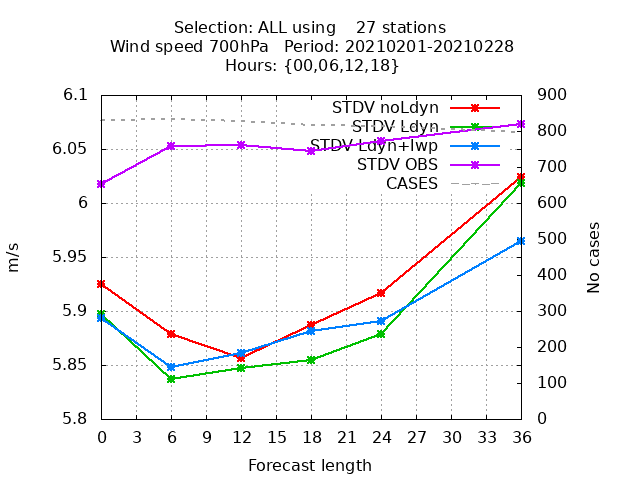 Selection: ALL using    27 stations
Wind speed 700hPa   Period: 20210201-20210228
Hours: {00,06,12,18}
STDV noLdyn
STDV Ldyn
STDV Ldyn+lwp
STDV OBS
CASES
6.1
6.05
6
5.95
5.9
5.85
5.8
m/s
900
800
700
600
500
400
300
200
100
0
No cases
0 3 6 9 12 15 18 21 24 27 30 33 36
Forecast length